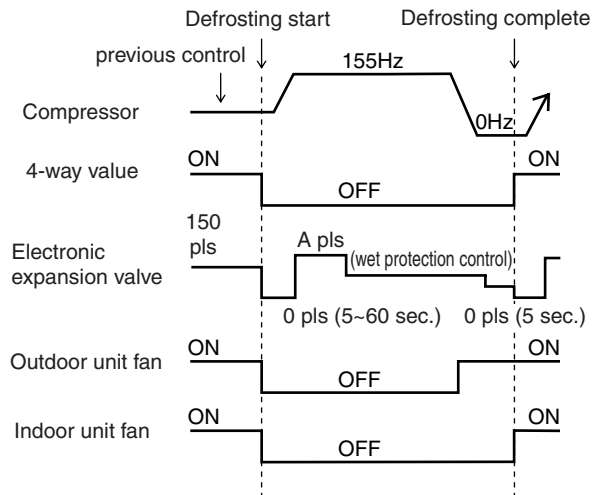 Defrosting start
Defrosting complete
previous control
155Hz
Compressor
0Hz
ON
ON
4-way value
OFF
150
pls
A pls
Electronic
expansion valve
(wet protection control)
0 pls (5~60 sec.)
0 pls (5 sec.)
ON
ON
Outdoor unit fan
OFF
ON
ON
Indoor unit fan
OFF